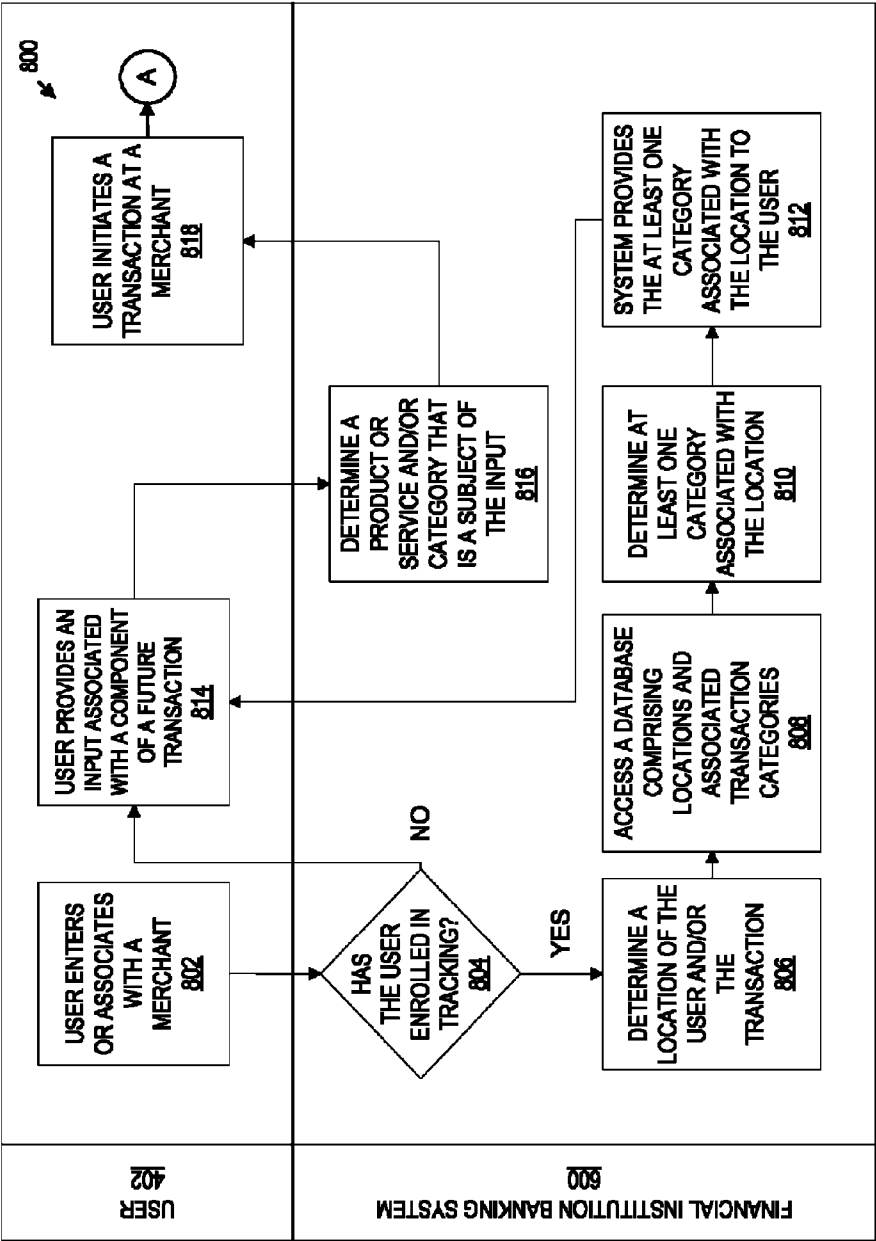 800
USER
402
USER ENTERS
OR ASSOCIATES
WITH A
MERCHANT
802
USER PROVIDES AN
INPUT ASSOCIATED
WITH A COMPONENT
OF A FUTURE
TRANSACTION
814
USER INITIATES A
TRANSACTION AT A
MERCHANT
818
A
FINANCIAL INSTITUTION BANKING SYSTEM
600
HAS
THE USER
ENROLLED IN
TRACKING?
804
NO
YES
DETERMINE A
PRODUCT OR
SERVICE AND/OR
CATEGORY THAT
IS A SUBJECT OF
THE INPUT
816
DETERMINE A
LOCATION OF THE
USER AND/OR
THE
TRANSACTION
806
ACCESS A DATABASE
COMPRISING
LOCATIONS AND
ASSOCIATED
TRANSACTION
CATEGORIES
808
DETERMINE AT
LEAST ONE
CATEGORY
ASSOCIATED WITH
THE LOCATION
810
SYSTEM PROVIDES
THE AT LEAST ONE
CATEGORY
ASSOCIATED WITH
THE LOCATION TO
THE USER
812